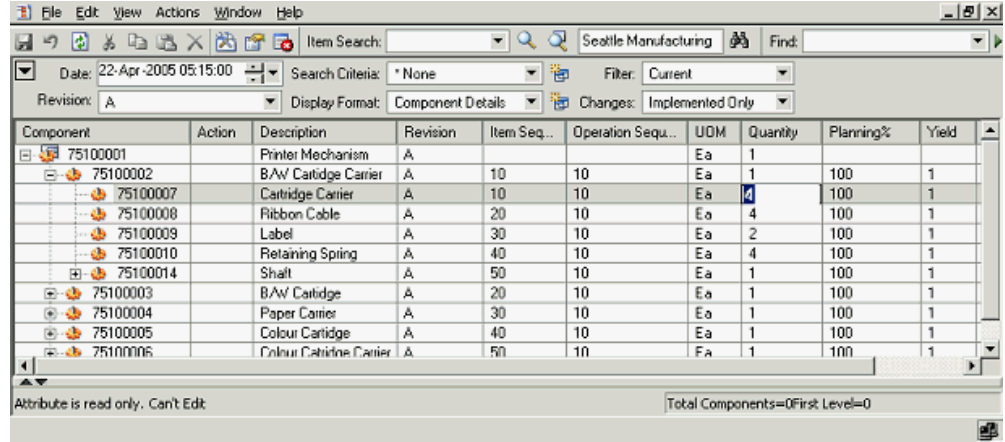 File Edit View Actions Window Help
Item Search: Seattle Manufacturing Find:
Date: 22-Apr-2005 05:15:00 Search Criteria: * None Filter: Current
Revision: A Display Format: Component Details Changes: Implemented Only
Component Action Description Revision Item Seq... Operation Sequ... UOM Quantity Planning% Yield
75100001 Printer Mechanism A Ea 1
75100002 B/W Cartidge Carrier A 10 10 Ea 1 100 1
75100007 Cartridge Carrier A 10 10 Ea 4 100 1
75100008 Ribbon Cable A 20 10 Ea 4 100 1
75100009 Label A 30 10 Ea 2 100 1
75100010 Retaining Spring A 40 10 Ea 4 100 1
75100014 Shaft A 50 10 Ea 1 100 1
75100003 B/W Cartidge A 20 10 Ea 1 100 1
75100004 Paper Carrier A 30 10 Ea 1 100 1
75100005 Colour Cartidge A 40 10 Ea 1 100 1
75100006 Colour Catridge Carrier A 50 10 Ea 1 100 1
Attribute is read only. Can't Edit Total Components=0First Level=0